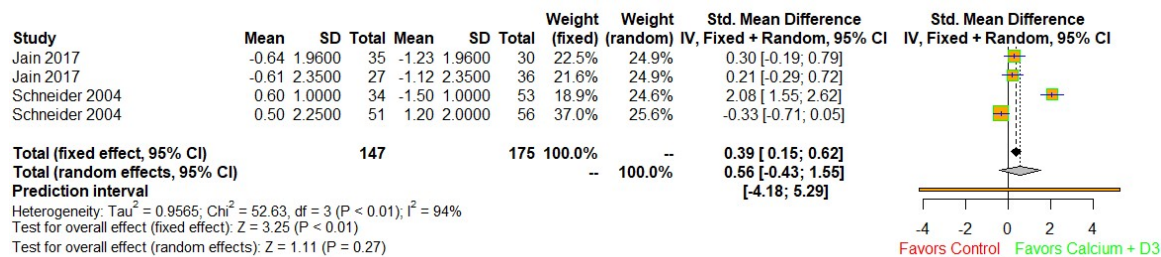 Weight Weight Std. Mean Difference Std. Mean Difference
Study Mean SD Total Mean SD Total (fixed) (random) IV, Fixed + Random, 95% CI IV, Fixed + Random, 95% CI
Jain 2017 -0.64 1.9600 35 -1.23 1.9600 30 22.5% 24.9% 0.30 [-0.19; 0.79]
Jain 2017 -0.61 2.3500 27 -1.12 2.3500 36 21.6% 24.9% 0.21 [-0.29; 0.72]
Schneider 2004 0.60 1.0000 34 -1.50 1.0000 53 18.9% 24.6% 2.08 [1.55; 2.62]
Schneider 2004 0.50 2.2500 51 1.20 2.0000 56 37.0% 25.6% -0.33 [-0.71; 0.05]
Total (fixed effect, 95% CI) 147 175 100.0% -- 0.39 [ 0.15; 0.62]
Total (random effects, 95% CI) -- 100.0% 0.56 [-0.43; 1.55]
Prediction interval [-4.18; 5.29]
Heterogeneity: Tau² = 0.9565; Chi² = 52.63, df = 3 (P < 0.01); I² = 94%
Test for overall effect (fixed effect): Z = 3.25 (P < 0.01)
Test for overall effect (random effects): Z = 1.11 (P = 0.27)
-4 -2 0 2 4
Favors Control Favors Calcium + D3